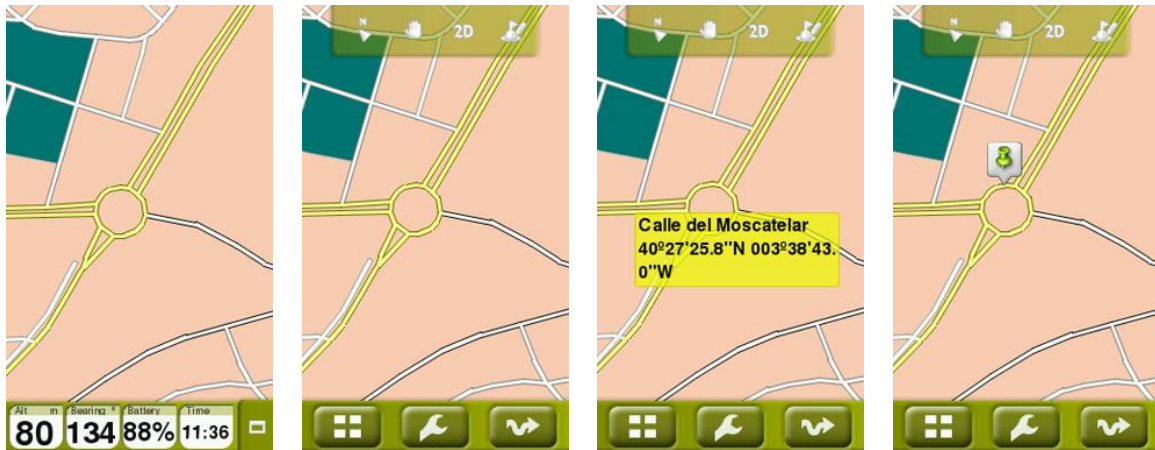 N 2D
N 2D
N 2D
Calle del Moscatelar
40º27'25.8"N 003º38'43.
0"W
Alt m Bearing º Battery Time
80 134 88% 11:36